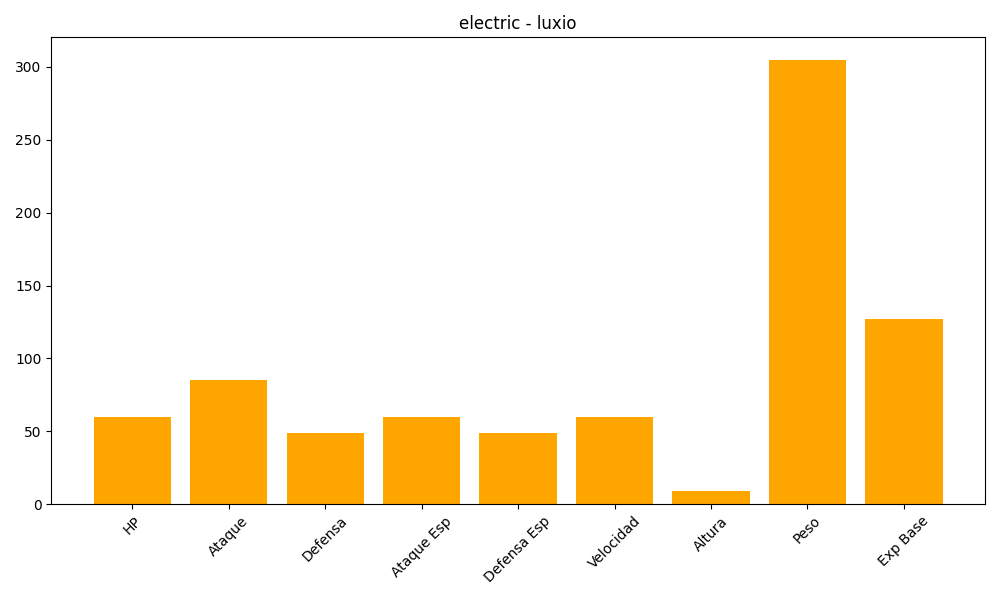 electric - luxio
300
250
200
150
100
50
0
HP
Ataque
Defensa
Ataque Esp
Defensa Esp
Velocidad
Altura
Peso
Exp Base